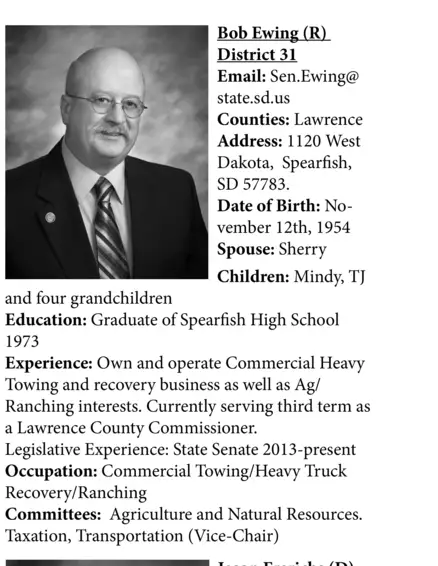 Bob Ewing (R)
District 31
Email: Sen.Ewing@
state.sd.us
Counties: Lawrence
Address: 1120 West
Dakota,  Spearfish,
SD 57783.
Date of Birth: No-
vember 12th, 1954
Spouse: Sherry
Children: Mindy, TJ
and four grandchildren
Education: Graduate of Spearfish High School
1973
Experience: Own and operate Commercial Heavy
Towing and recovery business as well as Ag/
Ranching interests. Currently serving third term as
a Lawrence County Commissioner.
Legislative Experience: State Senate 2013-present
Occupation: Commercial Towing/Heavy Truck
Recovery/Ranching
Committees:  Agriculture and Natural Resources.
Taxation, Transportation (Vice-Chair)